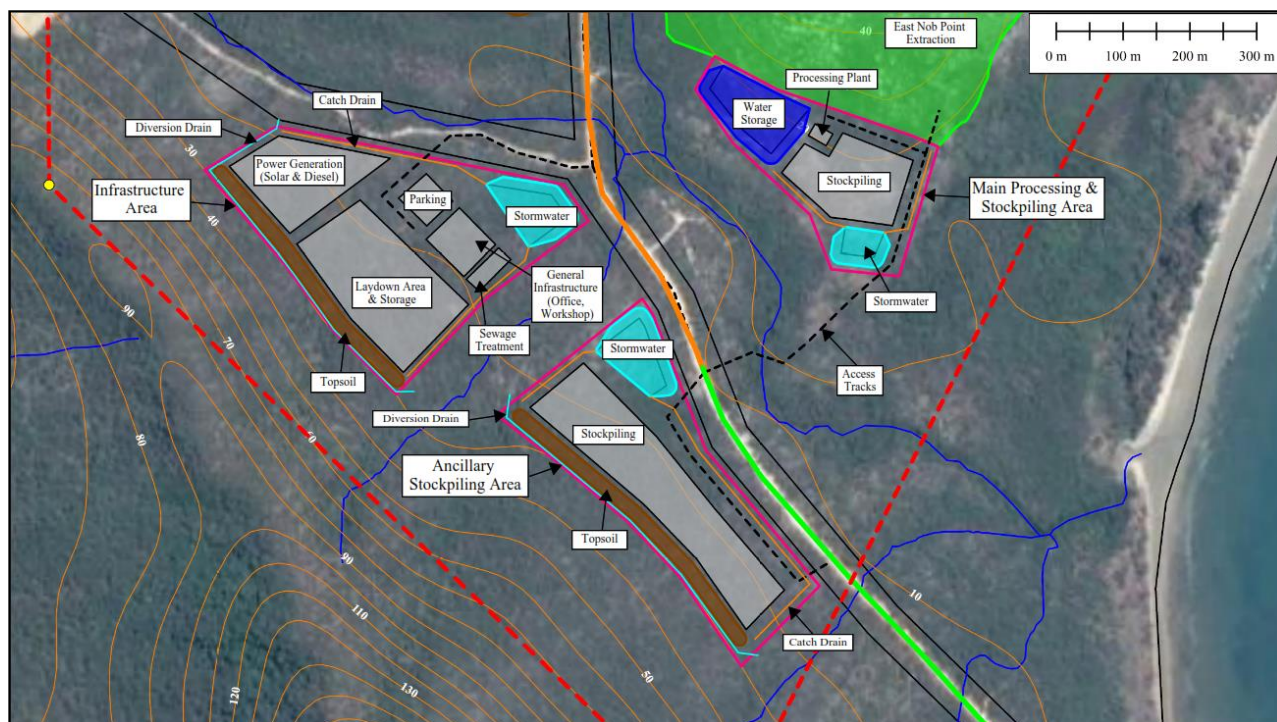 East Nob Point
Extraction
40
0 m
100 m
200 m
300 m
Processing Plant
Water
Storage
Catch Drain
Diversion Drain
30
Power Generation
(Solar & Diesel)
Infrastructure
Area
40
Parking
Stormwater
Stockpiling
Main Processing &
Stockpiling Area
Laydown Area
& Storage
General
Infrastructure
(Office,
Workshop)
Stormwater
90
Sewage
Treatment
70
Stormwater
Topsoil
Access
Tracks
Diversion Drain
60
80
Stockpiling
Ancillary
Stockpiling Area
Topsoil
90
10
110
Catch Drain
50
120
130